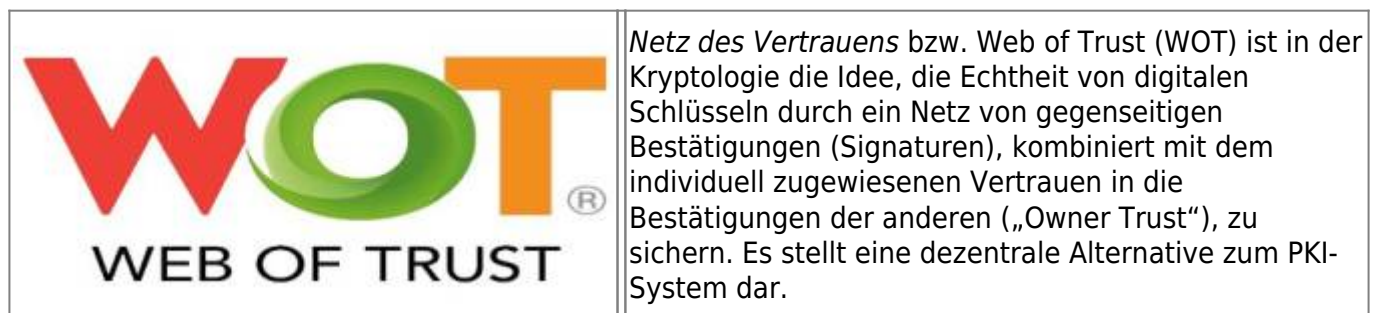 WOT
®
WEB OF TRUST
Netz des Vertrauens bzw. Web of Trust (WOT) ist in der
Kryptologie die Idee, die Echtheit von digitalen
Schlüsseln durch ein Netz von gegenseitigen
Bestätigungen (Signaturen), kombiniert mit dem
individuell zugewiesenen Vertrauen in die
Bestätigungen der anderen („Owner Trust“), zu
sichern. Es stellt eine dezentrale Alternative zum PKI-
System dar.